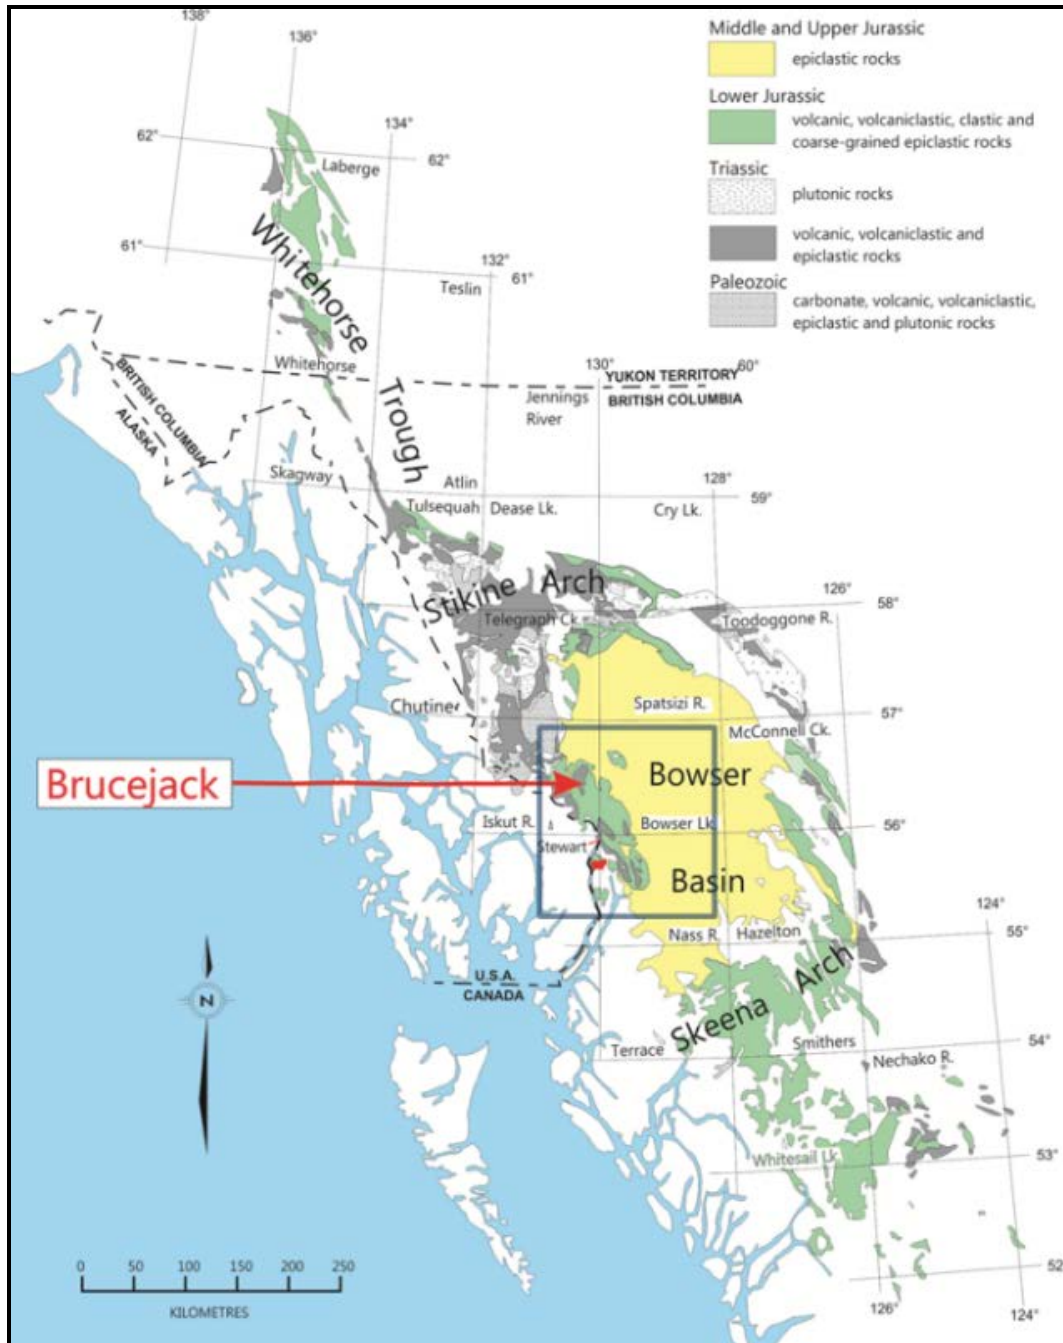 138°
136°
134°
62°
62°
Laberge
61°
132°
61°
Teslin
Whitehorse
Trough
Whitehorse
130°
60°
YUKON TERRITORY
BRITISH COLUMBIA
Jennings
River
BRITISH COLUMBIA
ALASKA
Skagway
Atlin
128°
59°
Tulsequah
Dease Lk.
Cry Lk.
Stikine Arch
126°
58°
Telegraph Ck.
Toodoggone R.
Chutine
Spatsizi R.
57°
McConnell Ck.
Brucejack
Bowser
Iskut R.
Bowser Lk.
56°
Stewart
Basin
124°
Nass R.
Hazelton
55°
U.S.A.
CANADA
Skeena Arch
Terrace
Smithers
54°
Nechako R.
N
Whitesail Lk.
53°
52°
126°
124°
0 50 100 150 200 250
KILOMETRES
Middle and Upper Jurassic
epiclastic rocks
Lower Jurassic
volcanic, volcaniclastic, clastic and
coarse-grained epiclastic rocks
Triassic
plutonic rocks
volcanic, volcaniclastic and
epiclastic rocks
Paleozoic
carbonate, volcanic, volcaniclastic,
epiclastic and plutonic rocks